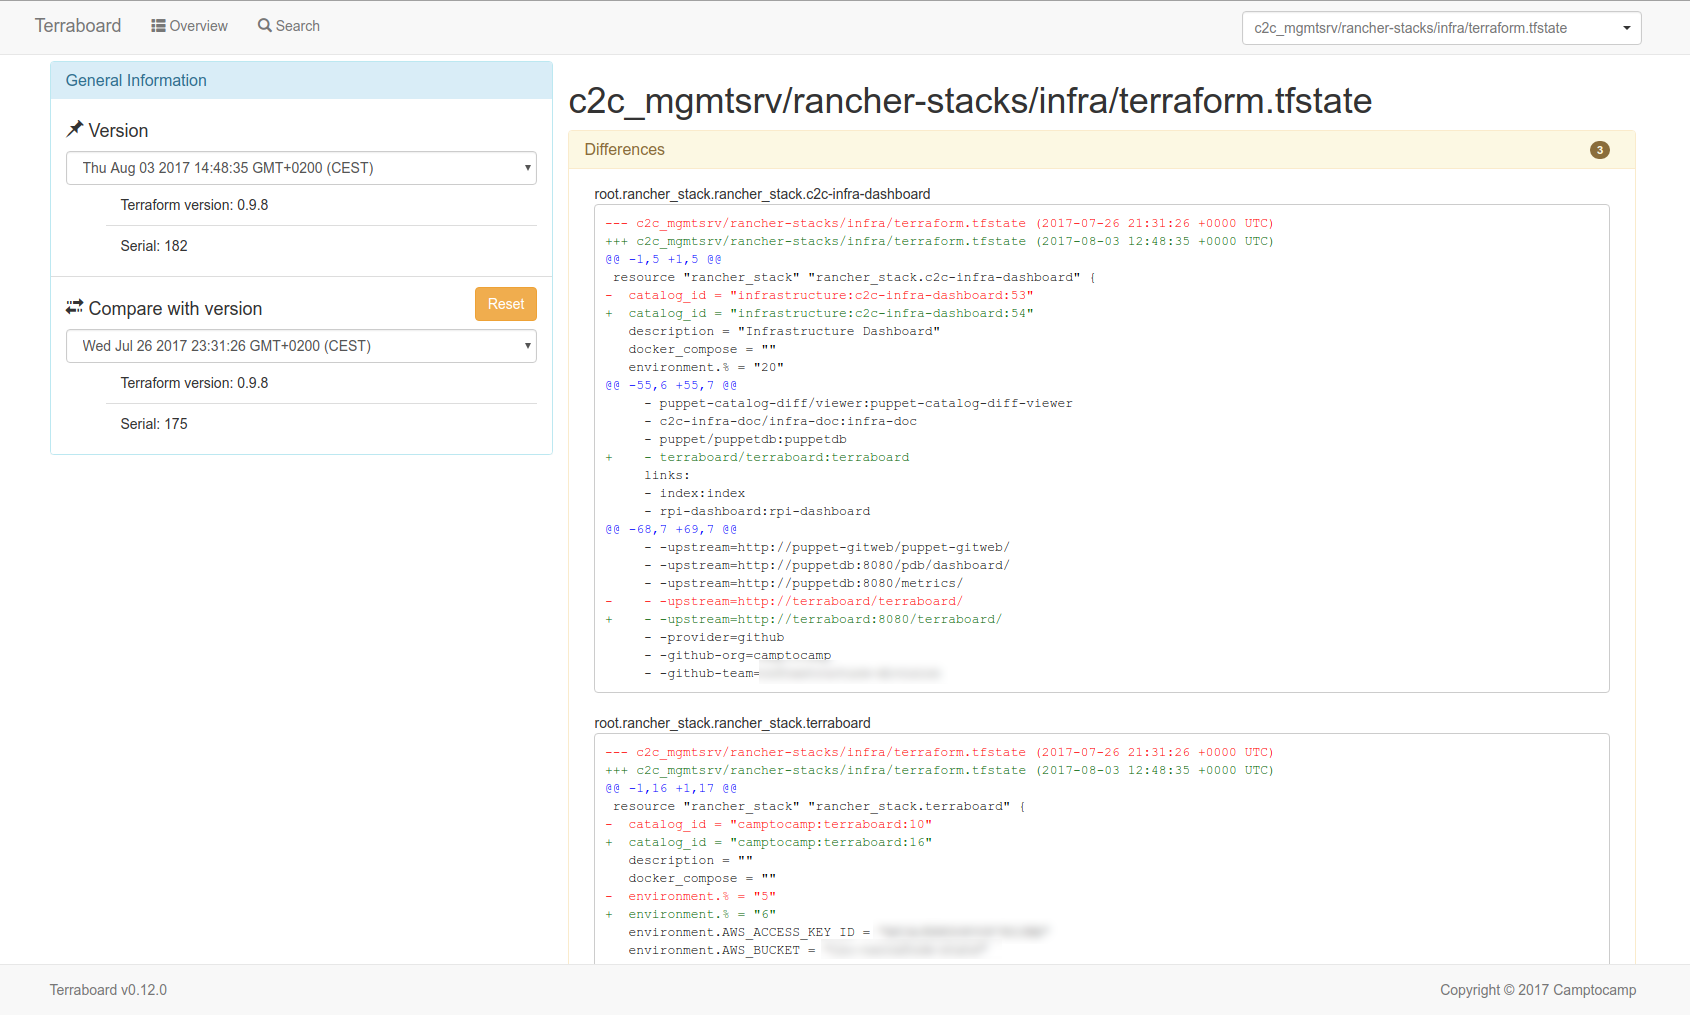 Terraboard Overview Search c2c_mgmtsrv/rancher-stacks/infra/terraform.tfstate
General Information
Version
Thu Aug 03 2017 14:48:35 GMT+0200 (CEST)
Terraform version: 0.9.8
Serial: 182
Compare with version Reset
Wed Jul 26 2017 23:31:26 GMT+0200 (CEST)
Terraform version: 0.9.8
Serial: 175
c2c_mgmtsrv/rancher-stacks/infra/terraform.tfstate
Differences 3
root.rancher_stack.rancher_stack.c2c-infra-dashboard
--- c2c_mgmtsrv/rancher-stacks/infra/terraform.tfstate (2017-07-26 21:31:26 +0000 UTC)
+++ c2c_mgmtsrv/rancher-stacks/infra/terraform.tfstate (2017-08-03 12:48:35 +0000 UTC)
@@ -1,5 +1,5 @@
resource "rancher_stack" "rancher_stack.c2c-infra-dashboard" {
-  catalog_id = "infrastructure:c2c-infra-dashboard:53"
+  catalog_id = "infrastructure:c2c-infra-dashboard:54"
description = "Infrastructure Dashboard"
docker_compose = ""
environment.% = "20"
@@ -55,6 +55,7 @@
- puppet-catalog-diff/viewer:puppet-catalog-diff-viewer
- c2c-infra-doc/infra-doc:infra-doc
- puppet/puppetdb:puppetdb
+    - terraboard/terraboard:terraboard
links:
- index:index
- rpi-dashboard:rpi-dashboard
@@ -68,7 +69,7 @@
- -upstream=http://puppet-gitweb/puppet-gitweb/
- -upstream=http://puppetdb:8080/pdb/dashboard/
- -upstream=http://puppetdb:8080/metrics/
-    - -upstream=http://terraboard/terraboard/
+    - -upstream=http://terraboard:8080/terraboard/
- -provider=github
- -github-org=camptocamp
- -github-team=
root.rancher_stack.rancher_stack.terraboard
--- c2c_mgmtsrv/rancher-stacks/infra/terraform.tfstate (2017-07-26 21:31:26 +0000 UTC)
+++ c2c_mgmtsrv/rancher-stacks/infra/terraform.tfstate (2017-08-03 12:48:35 +0000 UTC)
@@ -1,16 +1,17 @@
resource "rancher_stack" "rancher_stack.terraboard" {
-  catalog_id = "camptocamp:terraboard:10"
+  catalog_id = "camptocamp:terraboard:16"
description = ""
docker_compose = ""
-  environment.% = "5"
+  environment.% = "6"
environment.AWS_ACCESS_KEY_ID =
environment.AWS_BUCKET =
Terraboard v0.12.0 Copyright © 2017 Camptocamp